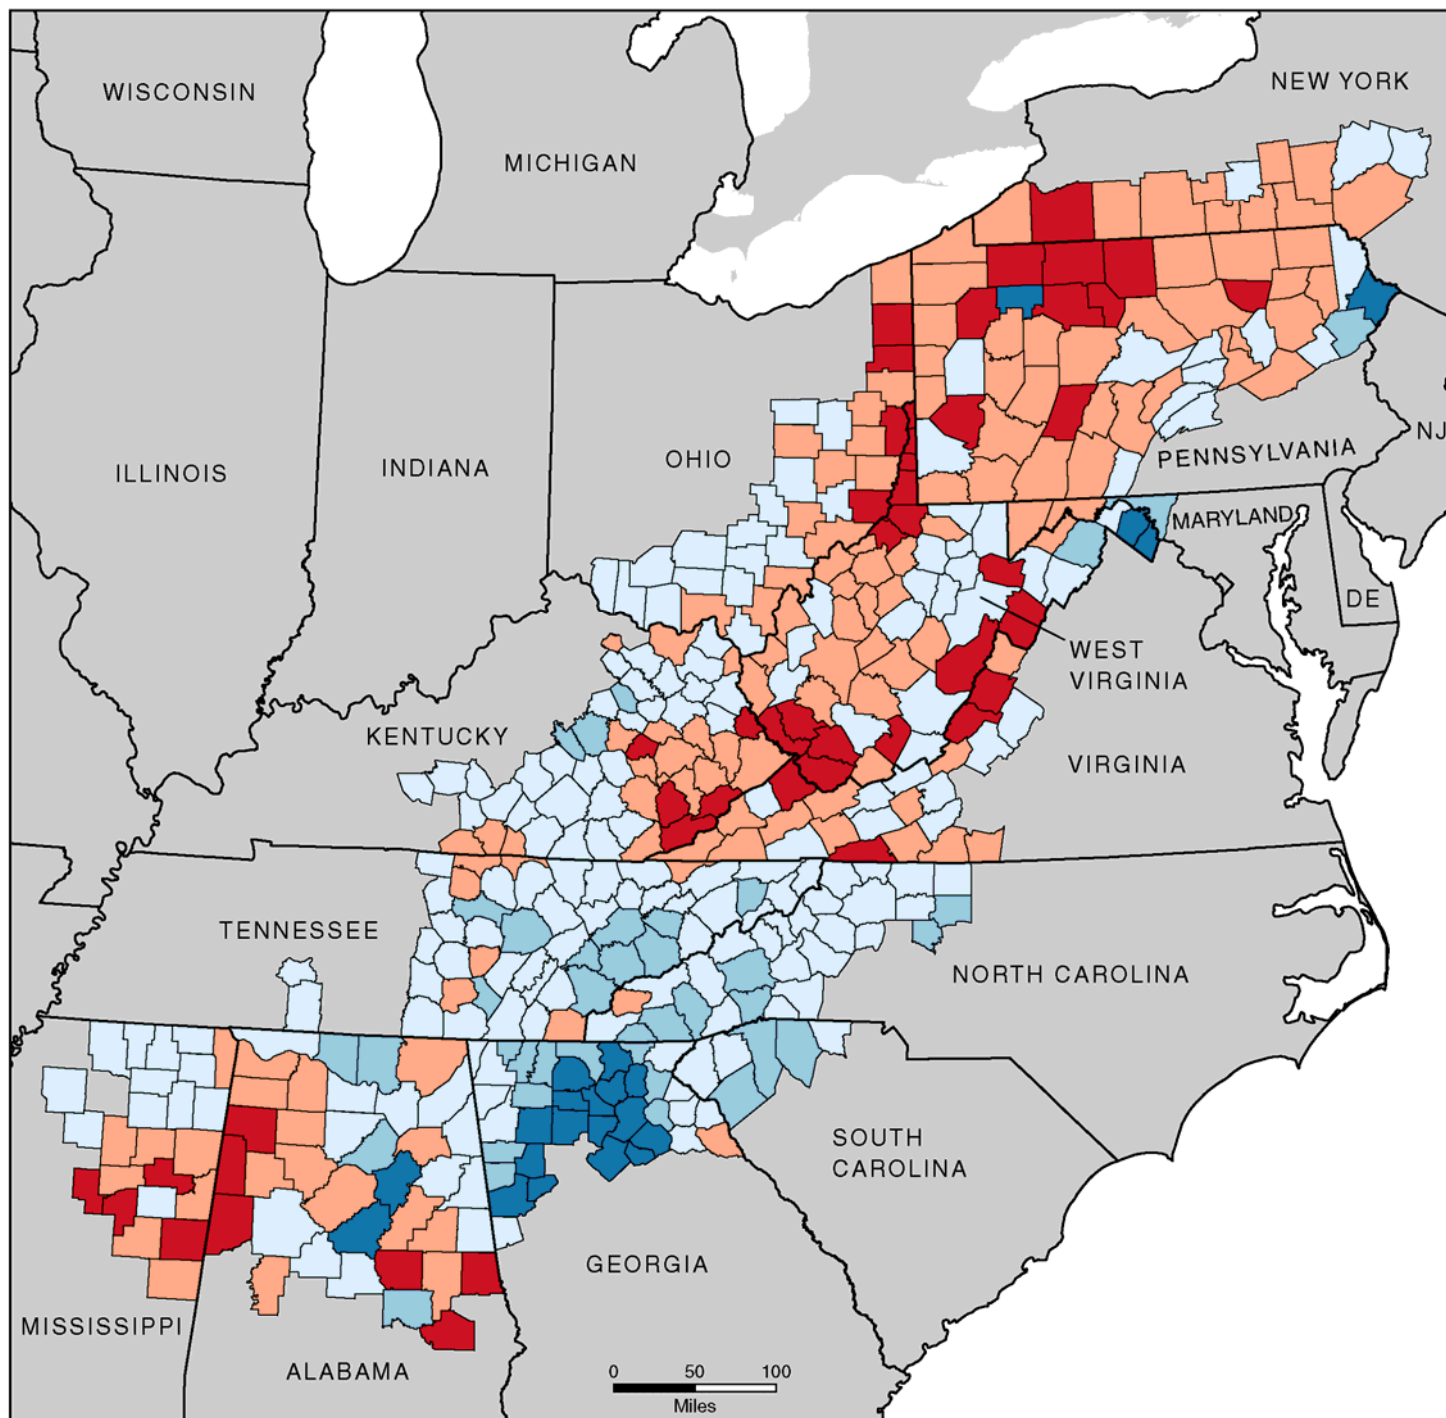 WISCONSIN
NEW YORK
MICHIGAN
ILLINOIS
INDIANA
OHIO
PENNSYLVANIA
NJ
MARYLAND
DE
WEST
VIRGINIA
KENTUCKY
VIRGINIA
TENNESSEE
NORTH CAROLINA
SOUTH
CAROLINA
GEORGIA
MISSISSIPPI
ALABAMA
0 50 100
Miles